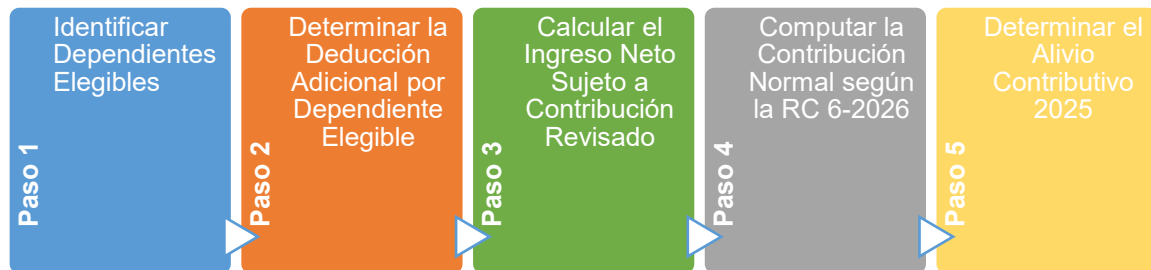 Paso 1
Identificar
Dependientes
Elegibles
Paso 2
Determinar la
Deducción
Adicional por
Dependiente
Elegible
Paso 3
Calcular el
Ingreso Neto
Sujeto a
Contribución
Revisado
Paso 4
Computar la
Contribución
Normal según
la RC 6-2026
Paso 5
Determinar el
Alivio
Contributivo
2025